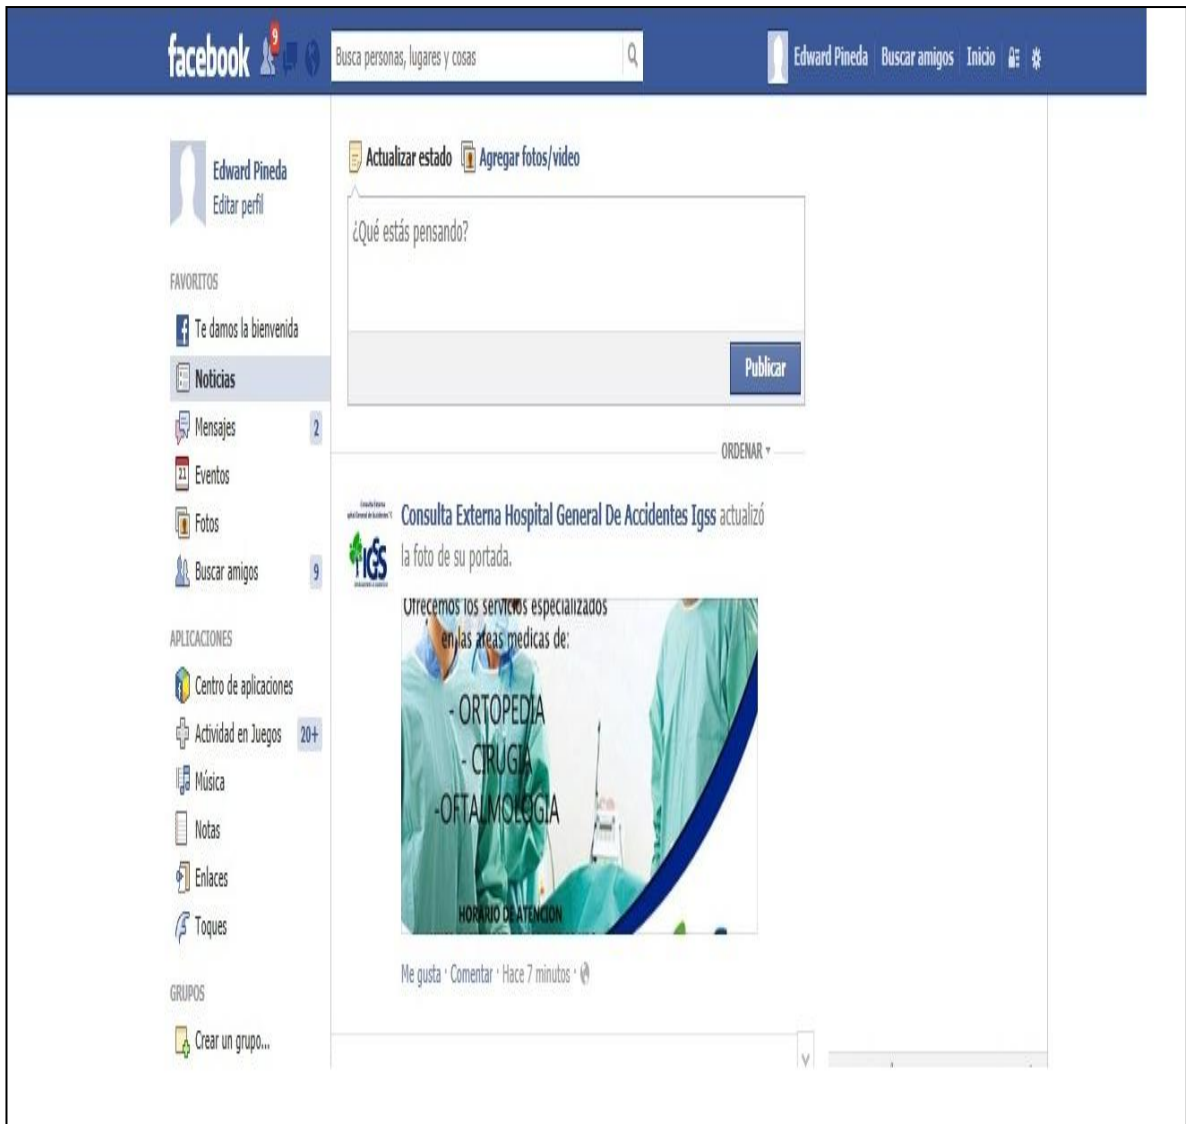 facebook
9
Busca personas, lugares y cosas
Edward Pineda
Buscar amigos
Inicio
Edward Pineda
Editar perfil
FAVORITOS
Te damos la bienvenida
Noticias
Mensajes 2
21 Eventos
Fotos
Buscar amigos 9
APLICACIONES
Centro de aplicaciones
Actividad en Juegos 20+
Música
Notas
Enlaces
Toques
GRUPOS
Crear un grupo...
Actualizar estado
Agregar fotos/video
¿Qué estás pensando?
Publicar
ORDENAR
IGSS
Consulta Externa Hospital General De Accidentes Igss actualizó
la foto de su portada.
Ofrecemos los servicios especializados
en las areas medicas de:
- ORTOPEDIA
- CIRUGIA
-OFTALMOLOGIA
HORARIO DE ATENCION
Me gusta · Comentar · Hace 7 minutos ·